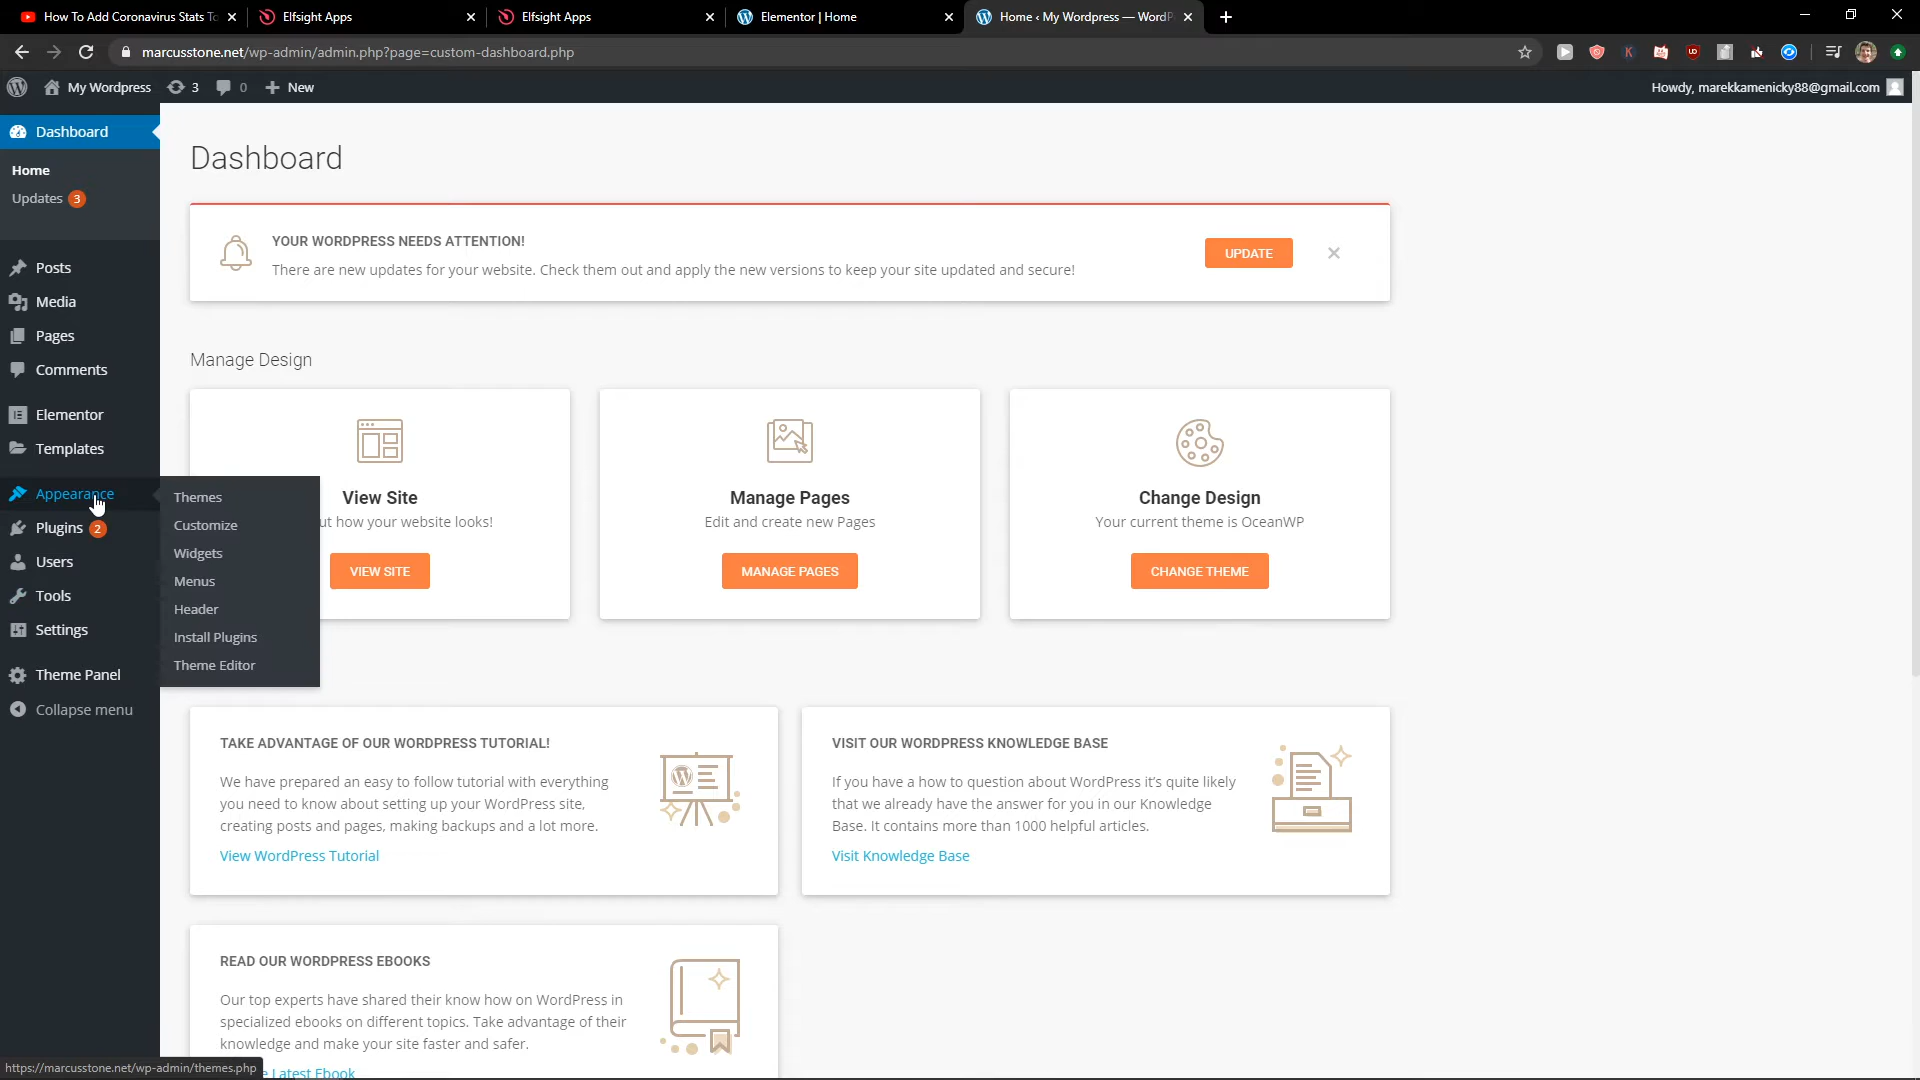 How To Add Coronavirus Stats To
Elfsight Apps
Elfsight Apps
Elementor | Home
Home ‹ My Wordpress — WordP
marcusstone.net/wp-admin/admin.php?page=custom-dashboard.php
My Wordpress
3
0
New
Howdy, marekkamenicky88@gmail.com
Dashboard
Home
Updates 3
Posts
Media
Pages
Comments
Elementor
Templates
Appearance
Plugins 2
Users
Tools
Settings
Theme Panel
Collapse menu
Themes
Customize
Widgets
Menus
Header
Install Plugins
Theme Editor
Dashboard
YOUR WORDPRESS NEEDS ATTENTION!
There are new updates for your website. Check them out and apply the new versions to keep your site updated and secure!
UPDATE
Manage Design
View Site
ut how your website looks!
VIEW SITE
Manage Pages
Edit and create new Pages
MANAGE PAGES
Change Design
Your current theme is OceanWP
CHANGE THEME
TAKE ADVANTAGE OF OUR WORDPRESS TUTORIAL!
We have prepared an easy to follow tutorial with everything
you need to know about setting up your WordPress site,
creating posts and pages, making backups and a lot more.
View WordPress Tutorial
VISIT OUR WORDPRESS KNOWLEDGE BASE
If you have a how to question about WordPress it's quite likely
that we already have the answer for you in our Knowledge
Base. It contains more than 1000 helpful articles.
Visit Knowledge Base
READ OUR WORDPRESS EBOOKS
Our top experts have shared their know how on WordPress in
specialized ebooks on different topics. Take advantage of their
knowledge and make your site faster and safer.
e Latest Ebook
https://marcusstone.net/wp-admin/themes.php